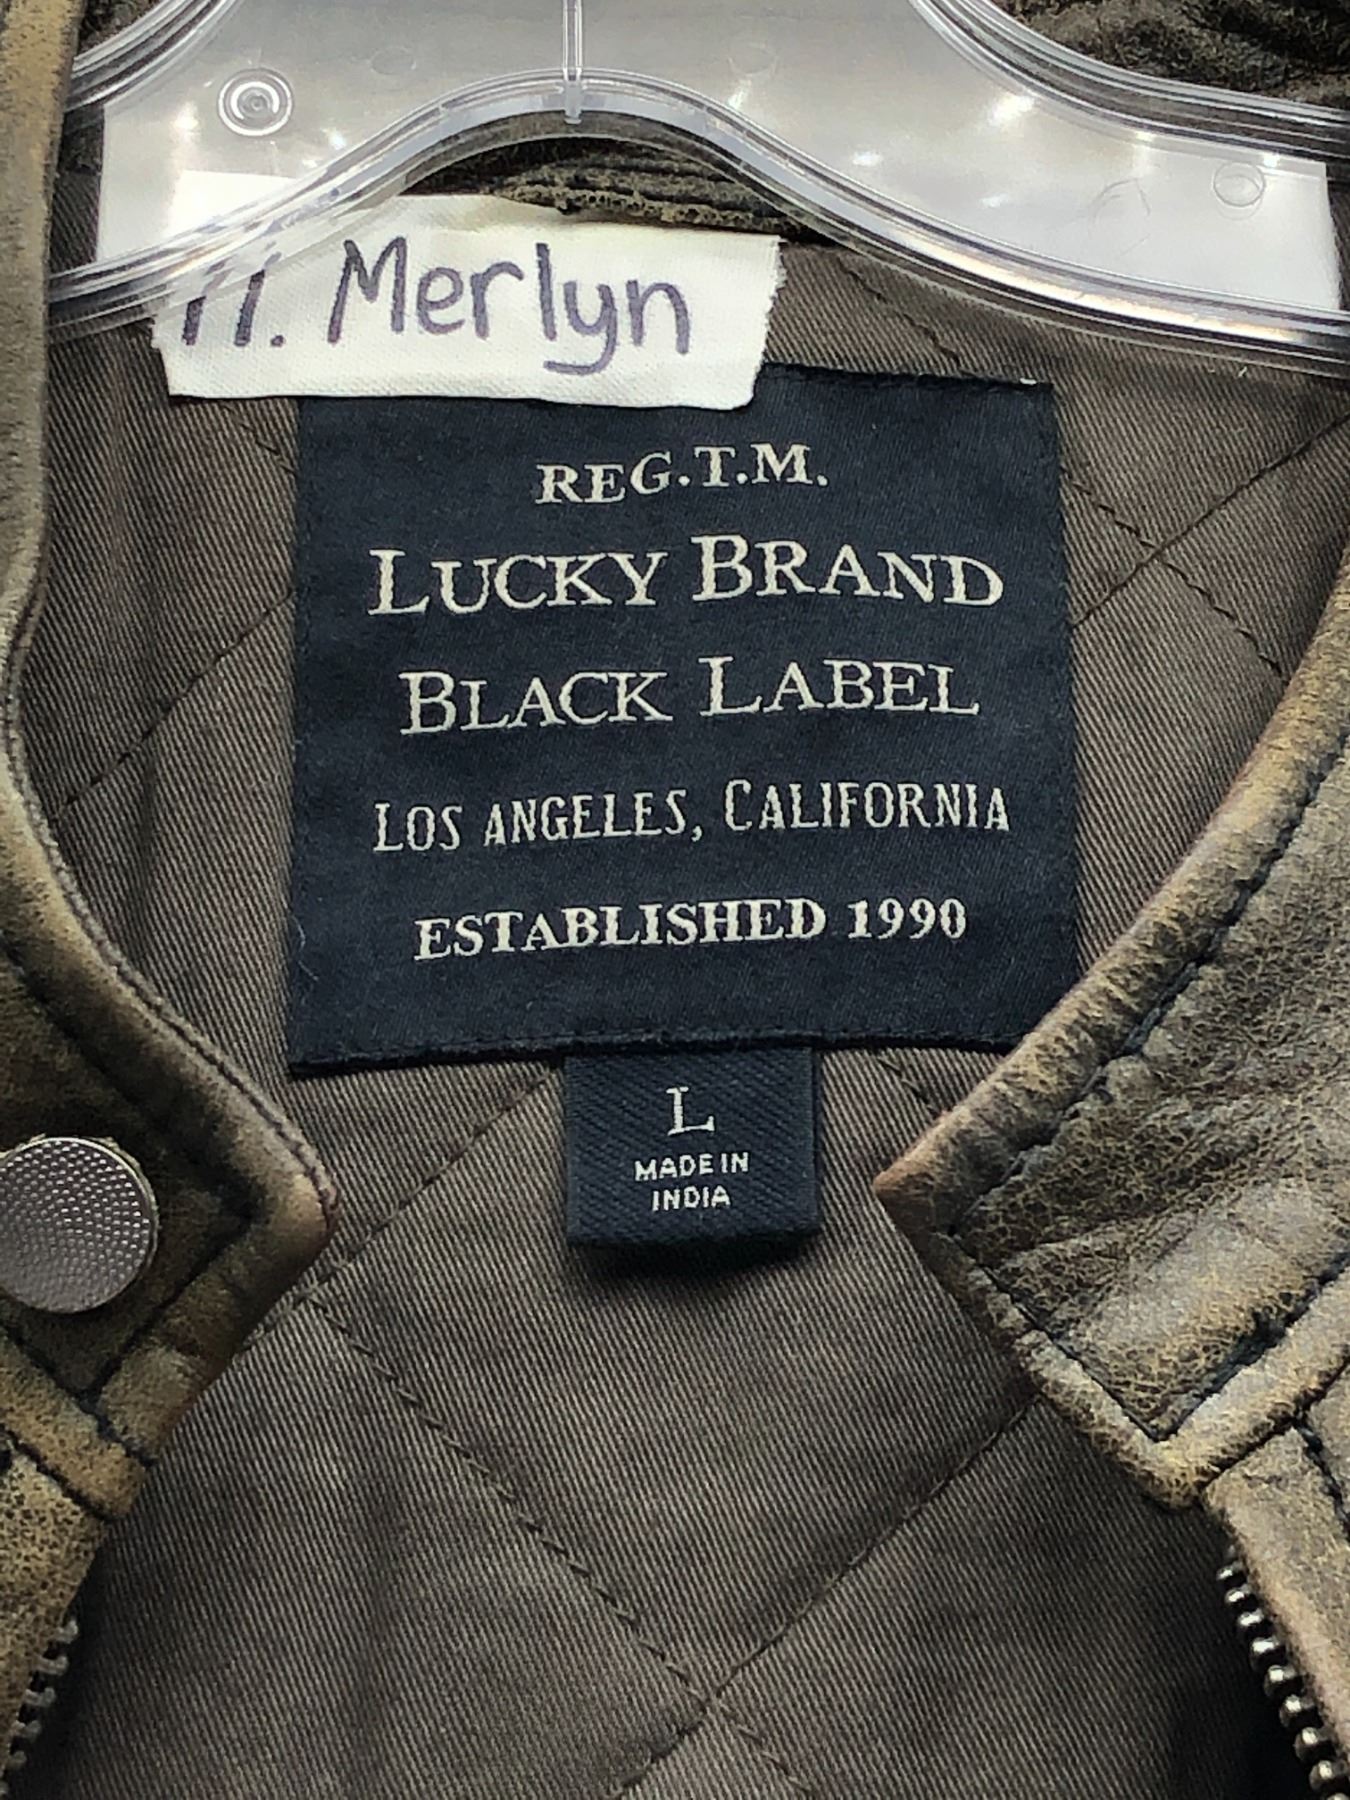 Merlyn
REG.T.M.
LUCKY BRAND
BLACK LABEL
LOS ANGELES, CALIFORNIA
ESTABLISHED 1990
L
MADE IN
INDIA